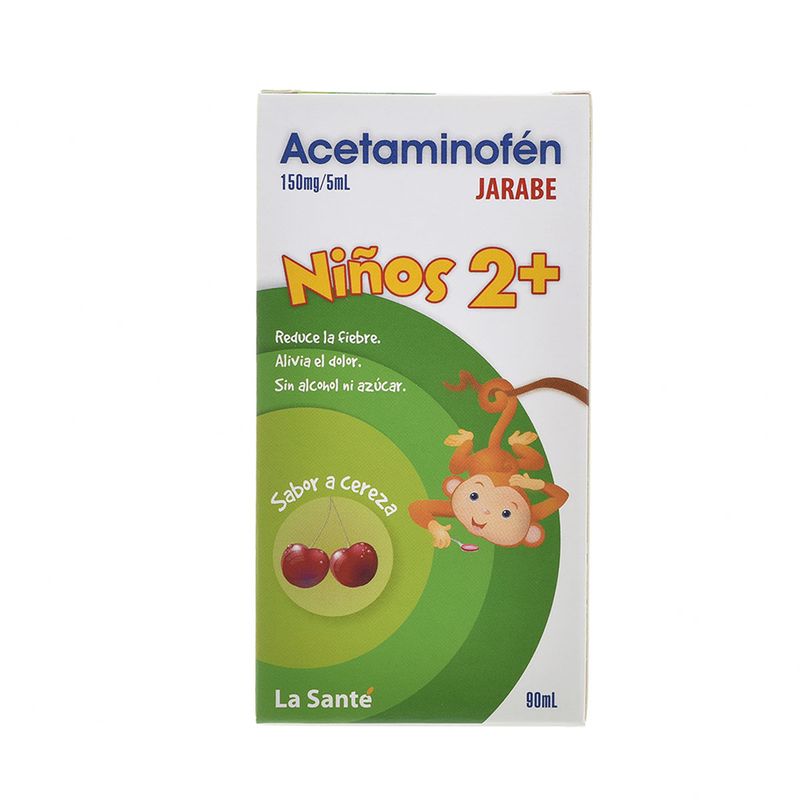 Acetaminofén
150mg/5mL
JARABE
Niños 2+
Reduce la fiebre.
Alivia el dolor.
Sin alcohol ni azúcar.
Sabor a cereza
La Santé
90mL